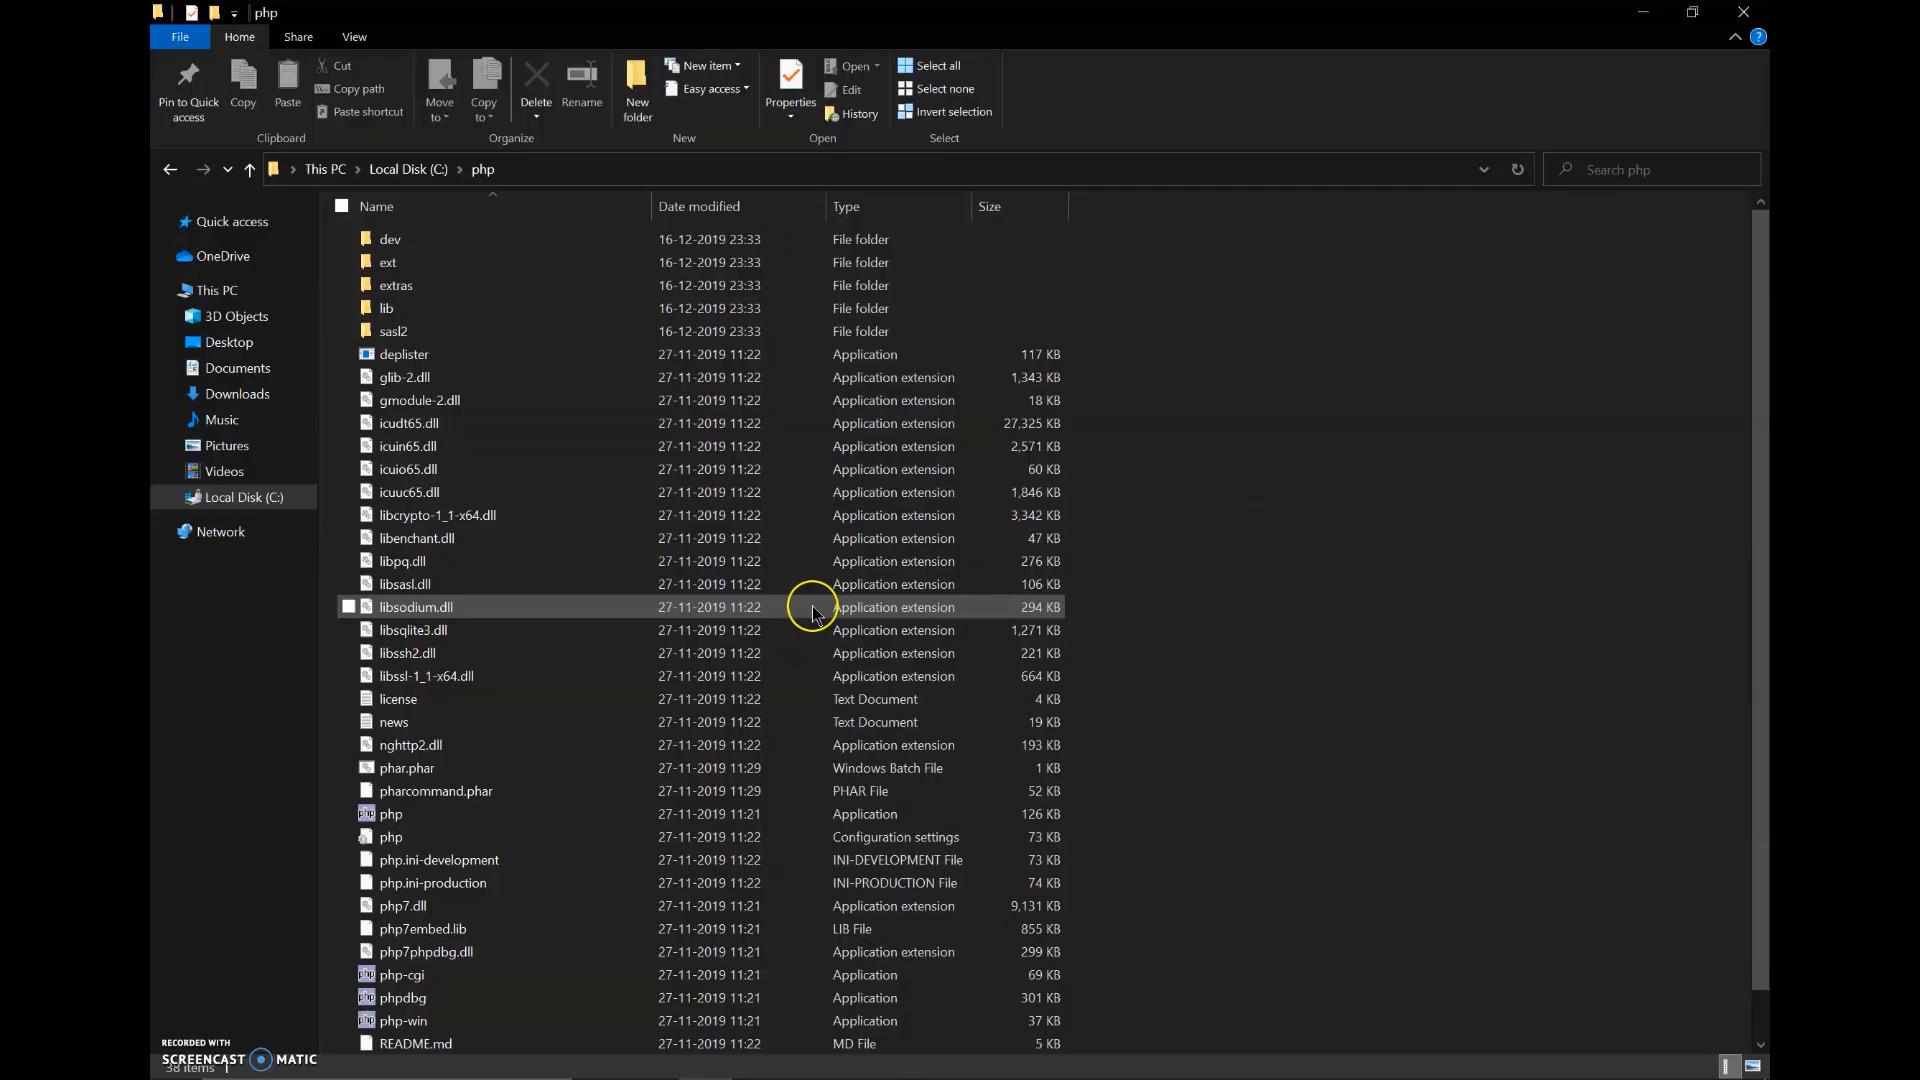 php
File Home Share View
Pin to Quick access
Copy
Paste
Cut
Copy path
Paste shortcut
Clipboard
Move to
Copy to
Delete
Rename
Organize
New folder
New item
Easy access
New
Properties
Open
Edit
History
Open
Select all
Select none
Invert selection
Select
This PC > Local Disk (C:) > php
Search php
Quick access
OneDrive
This PC
3D Objects
Desktop
Documents
Downloads
Music
Pictures
Videos
Local Disk (C:)
Network
Name Date modified Type Size
dev 16-12-2019 23:33 File folder
ext 16-12-2019 23:33 File folder
extras 16-12-2019 23:33 File folder
lib 16-12-2019 23:33 File folder
sasl2 16-12-2019 23:33 File folder
deplister 27-11-2019 11:22 Application 117 KB
glib-2.dll 27-11-2019 11:22 Application extension 1,343 KB
gmodule-2.dll 27-11-2019 11:22 Application extension 18 KB
icudt65.dll 27-11-2019 11:22 Application extension 27,325 KB
icuin65.dll 27-11-2019 11:22 Application extension 2,571 KB
icuio65.dll 27-11-2019 11:22 Application extension 60 KB
icuuc65.dll 27-11-2019 11:22 Application extension 1,846 KB
libcrypto-1_1-x64.dll 27-11-2019 11:22 Application extension 3,342 KB
libenchant.dll 27-11-2019 11:22 Application extension 47 KB
libpq.dll 27-11-2019 11:22 Application extension 276 KB
libsasl.dll 27-11-2019 11:22 Application extension 106 KB
libsodium.dll 27-11-2019 11:22 Application extension 294 KB
libsqlite3.dll 27-11-2019 11:22 Application extension 1,271 KB
libssh2.dll 27-11-2019 11:22 Application extension 221 KB
libssl-1_1-x64.dll 27-11-2019 11:22 Application extension 664 KB
license 27-11-2019 11:22 Text Document 4 KB
news 27-11-2019 11:22 Text Document 19 KB
nghttp2.dll 27-11-2019 11:22 Application extension 193 KB
phar.phar 27-11-2019 11:29 Windows Batch File 1 KB
pharcommand.phar 27-11-2019 11:29 PHAR File 52 KB
php 27-11-2019 11:21 Application 126 KB
php 27-11-2019 11:22 Configuration settings 73 KB
php.ini-development 27-11-2019 11:22 INI-DEVELOPMENT File 73 KB
php.ini-production 27-11-2019 11:22 INI-PRODUCTION File 74 KB
php7.dll 27-11-2019 11:21 Application extension 9,131 KB
php7embed.lib 27-11-2019 11:21 LIB File 855 KB
php7phpdbg.dll 27-11-2019 11:21 Application extension 299 KB
php-cgi 27-11-2019 11:21 Application 69 KB
phpdbg 27-11-2019 11:21 Application 301 KB
php-win 27-11-2019 11:21 Application 37 KB
README.md 27-11-2019 11:22 MD File 5 KB
RECORDED WITH
SCREENCAST MATIC
38 items